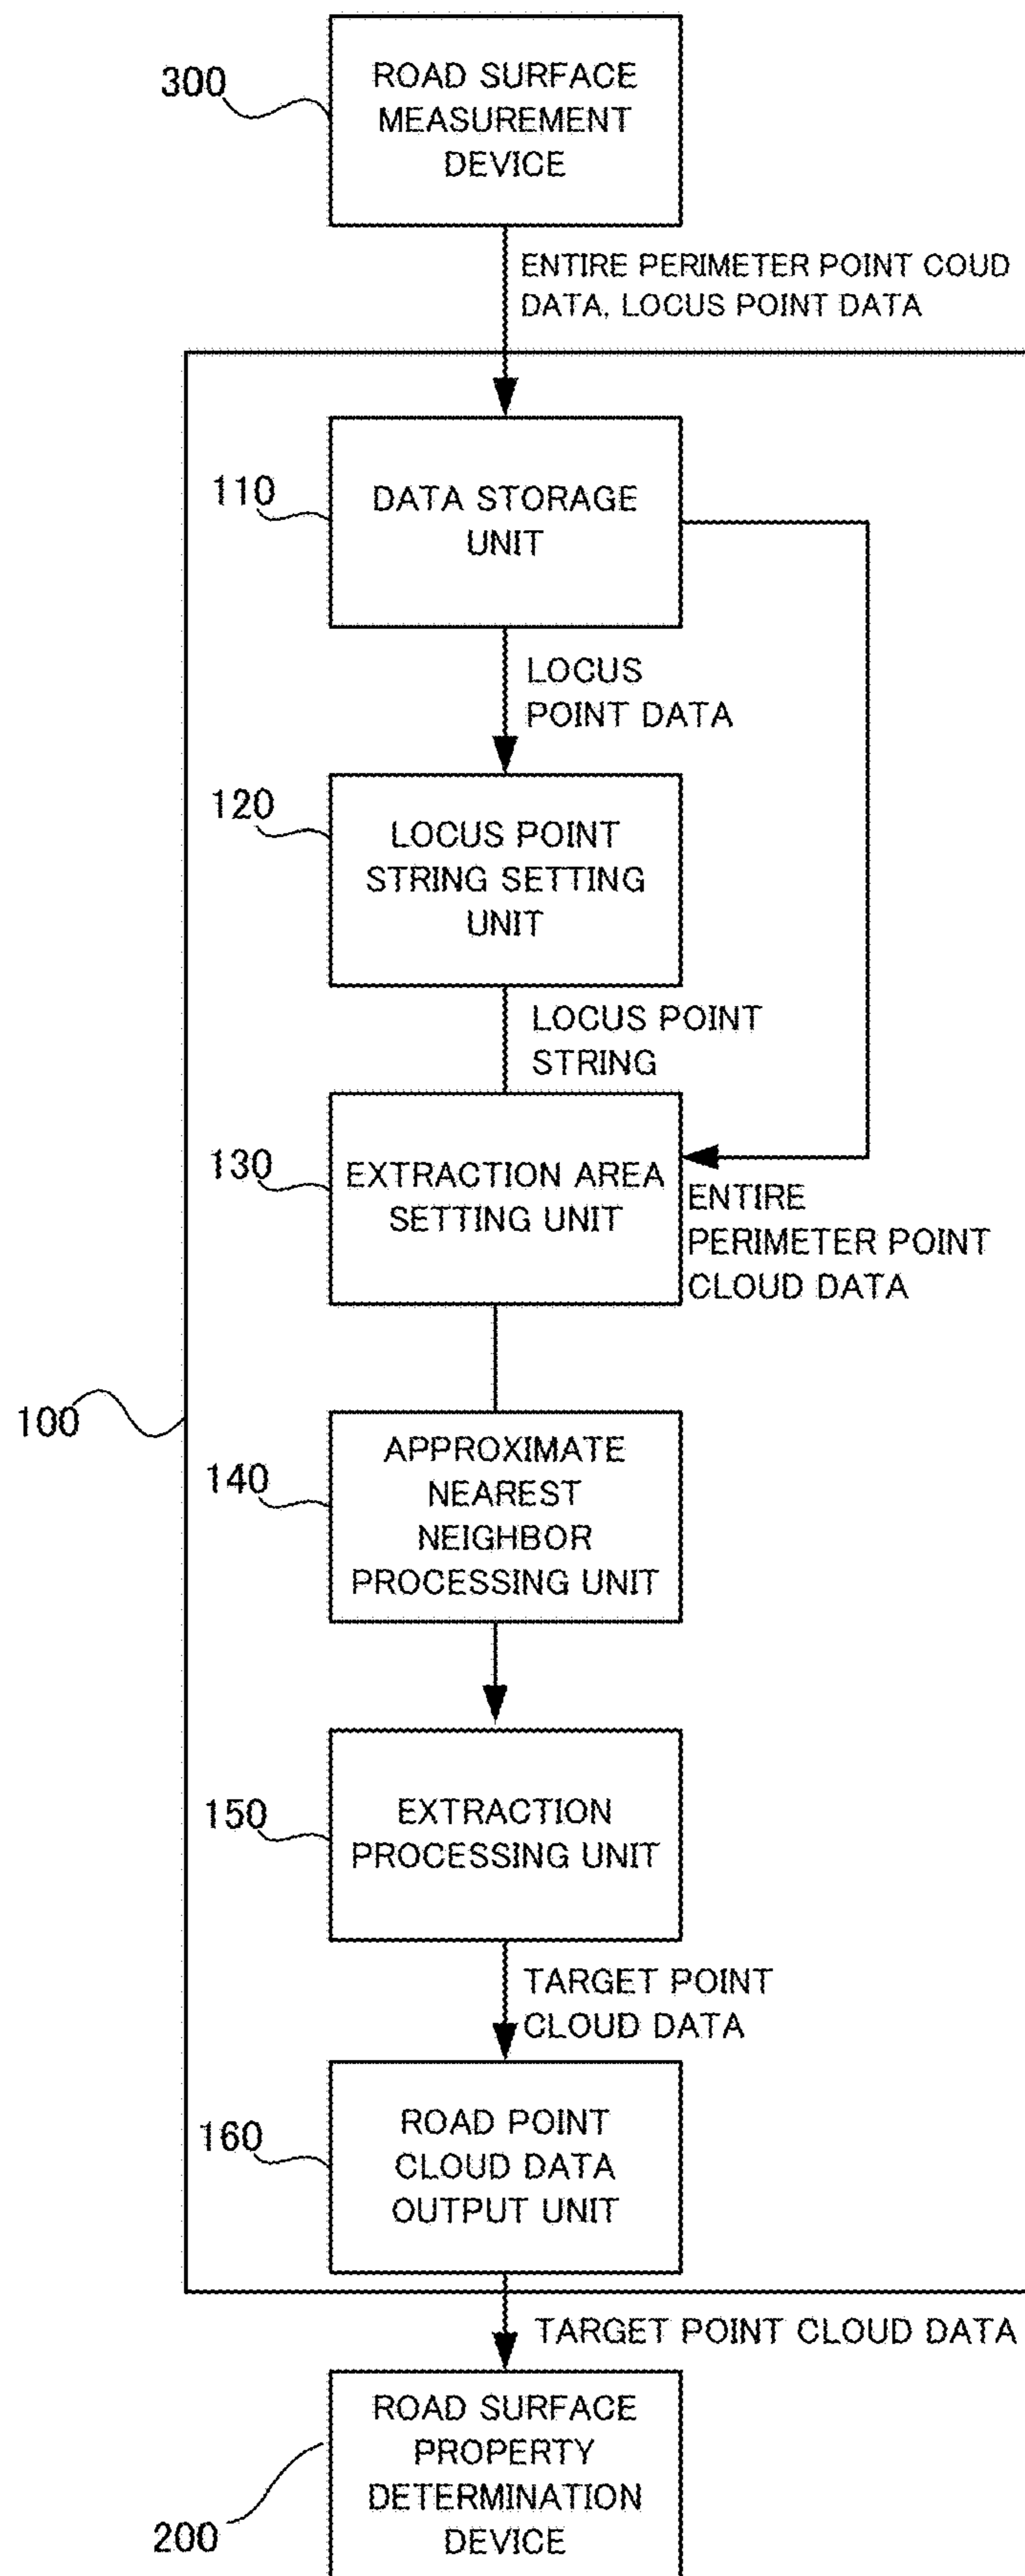 300
ROAD SURFACE
MEASUREMENT
DEVICE
ENTIRE PERIMETER POINT COUD
DATA, LOCUS POINT DATA
110
DATA STORAGE
UNIT
LOCUS
POINT DATA
120
LOCUS POINT
STRING SETTING
UNIT
LOCUS POINT
STRING
130
EXTRACTION AREA
SETTING UNIT
ENTIRE
PERIMETER POINT
CLOUD DATA
100
140
APPROXIMATE
NEAREST
NEIGHBOR
PROCESSING UNIT
150
EXTRACTION
PROCESSING UNIT
TARGET POINT
CLOUD DATA
160
ROAD POINT
CLOUD DATA
OUTPUT UNIT
TARGET POINT CLOUD DATA
ROAD SURFACE
PROPERTY
DETERMINATION
DEVICE
200